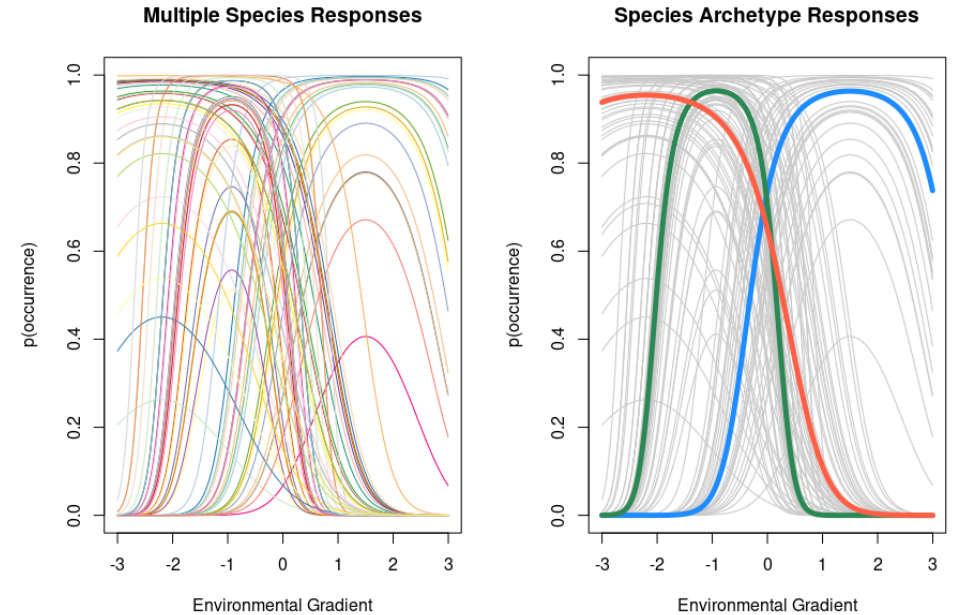 Multiple Species Responses
p(occurrence)
1.0
0.8
0.6
0.4
0.2
0.0
-3 -2 -1 0 1 2 3
Environmental Gradient
Species Archetype Responses
p(occurrence)
1.0
0.8
0.6
0.4
0.2
0.0
-3 -2 -1 0 1 2 3
Environmental Gradient